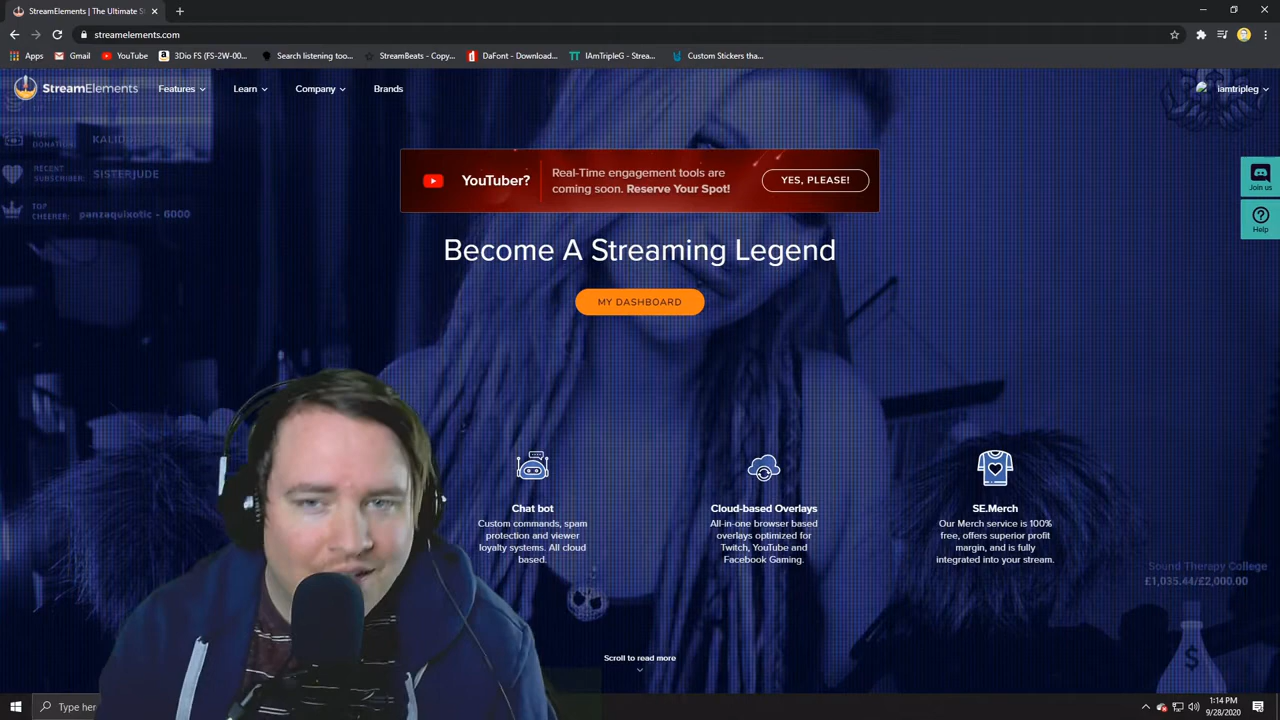 StreamElements | The Ultimate S
streamelements.com
Apps
Gmail
YouTube
3Dio FS (FS-2W-00...
Search listening too...
StreamBeats - Copy...
DaFont - Download...
IAmTripleG - Strea...
Custom Stickers tha...
StreamElements
Features
Learn
Company
Brands
iamtripleg
DONATION:
RECENT
SUBSCRIBER:
SISTERJUDE
TOP
CHEERER:
panzaquixotic - 6000
YouTuber?
Real-Time engagement tools are
coming soon. Reserve Your Spot!
YES, PLEASE!
Join us
Help
Become A Streaming Legend
MY DASHBOARD
Chat bot
Custom commands, spam
protection and viewer
loyalty systems. All cloud
based.
Cloud-based Overlays
All-in-one browser based
overlays optimized for
Twitch, YouTube and
Facebook Gaming.
SE.Merch
Our Merch service is 100%
free, offers superior profit
margin, and is fully
integrated into your stream.
Sound Therapy College
£1,035.44/£2,000.00
Scroll to read more
Type her
1:14 PM
9/28/2020